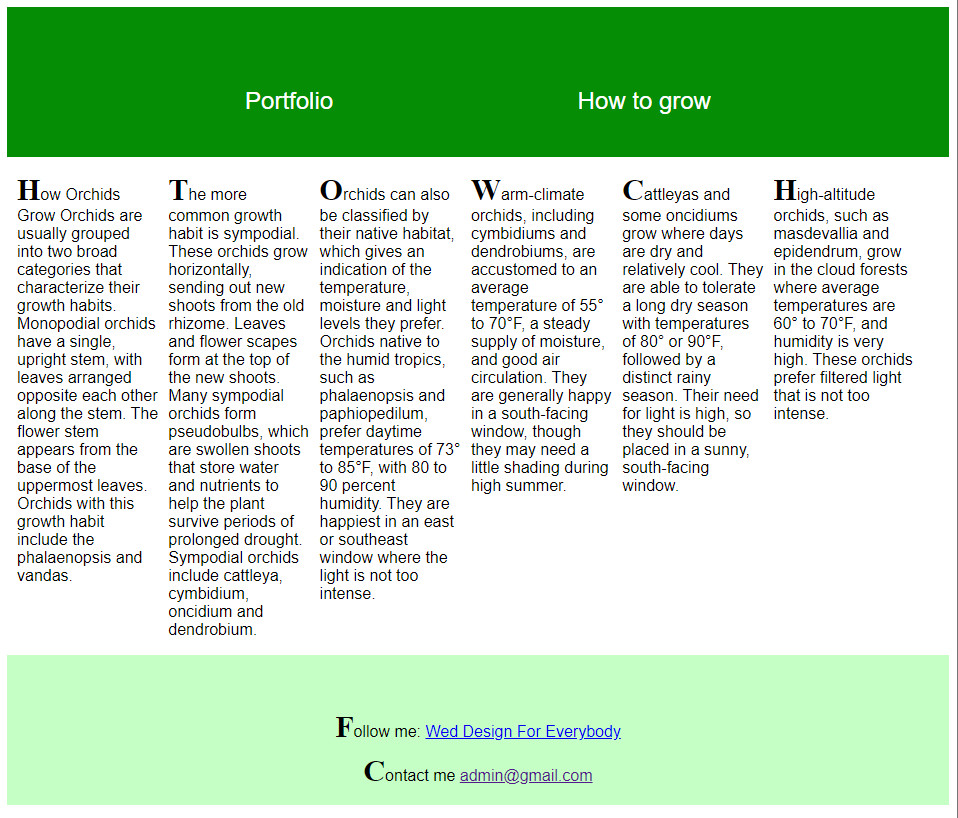 Portfolio
How to grow
How Orchids
Grow Orchids are
usually grouped
into two broad
categories that
characterize their
growth habits.
Monopodial orchids
have a single,
upright stem, with
leaves arranged
opposite each other
along the stem. The
flower stem
appears from the
base of the
uppermost leaves.
Orchids with this
growth habit
include the
phalaenopsis and
vandas.
The more
common growth
habit is sympodial.
These orchids grow
horizontally,
sending out new
shoots from the old
rhizome. Leaves
and flower scapes
form at the top of
the new shoots.
Many sympodial
orchids form
pseudobulbs, which
are swollen shoots
that store water
and nutrients to
help the plant
survive periods of
prolonged drought.
Sympodial orchids
include cattleya,
cymbidium,
oncidium and
dendrobium.
Orchids can also
be classified by
their native habitat,
which gives an
indication of the
temperature,
moisture and light
levels they prefer.
Orchids native to
the humid tropics,
such as
phalaenopsis and
paphiopedilum,
prefer daytime
temperatures of 73°
to 85°F, with 80 to
90 percent
humidity. They are
happiest in an east
or southeast
window where the
light is not too
intense.
Warm-climate
orchids, including
cymbidiums and
dendrobiums, are
accustomed to an
average
temperature of 55°
to 70°F, a steady
supply of moisture,
and good air
circulation. They
are generally happy
in a south-facing
window, though
they may need a
little shading during
high summer.
Cattleyas and
some oncidiums
grow where days
are dry and
relatively cool. They
are able to tolerate
a long dry season
with temperatures
of 80° or 90°F,
followed by a
distinct rainy
season. Their need
for light is high, so
they should be
placed in a sunny,
south-facing
window.
High-altitude
orchids, such as
masdevallia and
epidendrum, grow
in the cloud forests
where average
temperatures are
60° to 70°F, and
humidity is very
high. These orchids
prefer filtered light
that is not too
intense.
Follow me: Wed Design For Everybody
Contact me admin@gmail.com